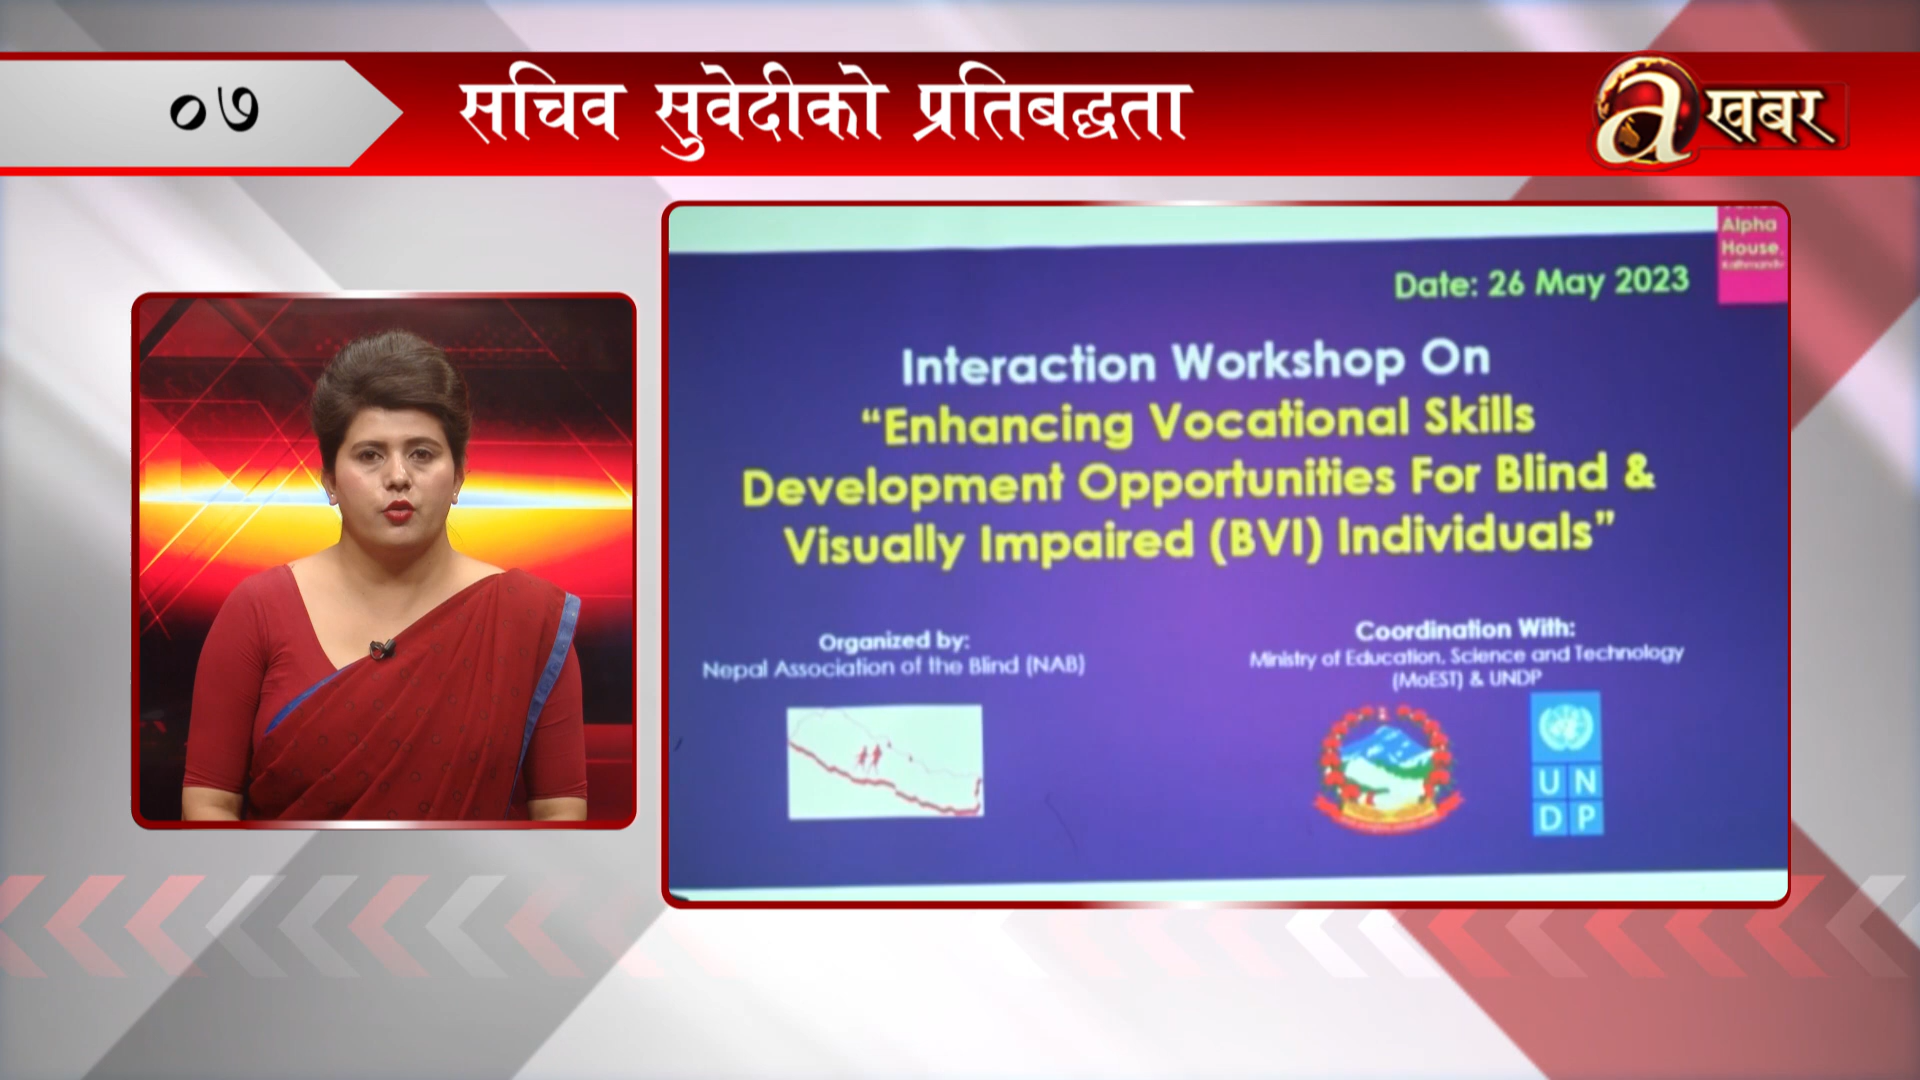 ०७
सचिव सुवेदीको प्रतिबद्धता
a खबर
Alpha
House,
Date: 26 May 2023
Interaction Workshop On
“Enhancing Vocational Skills
Development Opportunities For Blind &
Visually Impaired (BVI) Individuals”
Organized by:
Nepal Association of the Blind (NAB)
Coordination With:
Ministry of Education, Science and Technology
(MoEST) & UNDP
UN
DP